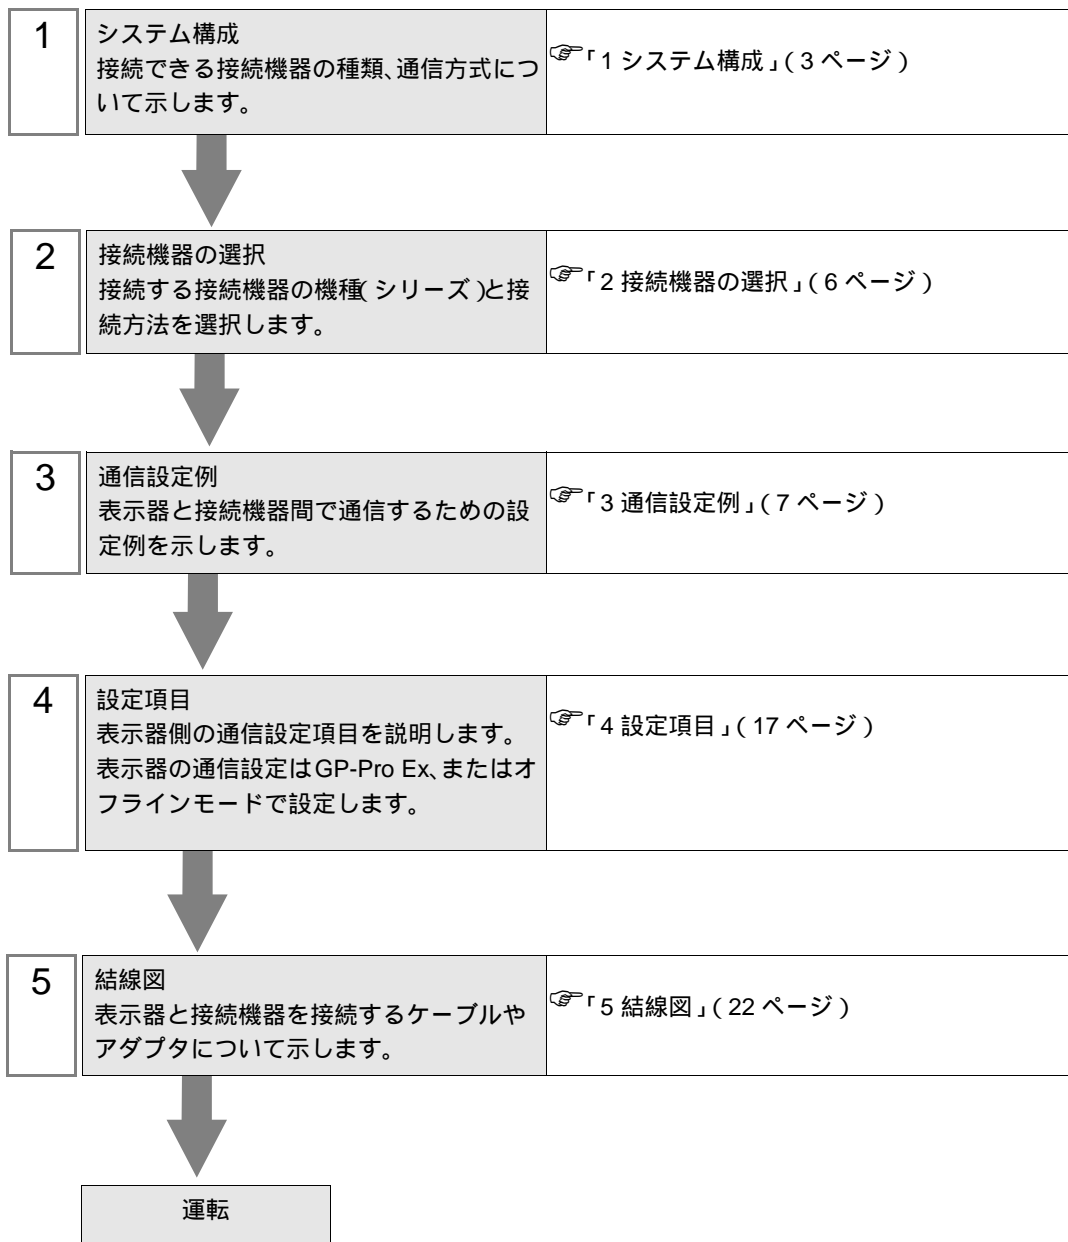 1
システム構成
接続できる接続機器の種類、通信方式につ
いて示します。
☞「1 システム構成」(3 ページ)
2
接続機器の選択
接続する接続機器の機種(シリーズ)と接
続方法を選択します。
☞「2 接続機器の選択」(6 ページ)
3
通信設定例
表示器と接続機器間で通信するための設
定例を示します。
☞「3 通信設定例」(7 ページ)
4
設定項目
表示器側の通信設定項目を説明します。
表示器の通信設定はGP-Pro Ex、またはオ
フラインモードで設定します。
☞「4 設定項目」(17 ページ)
5
結線図
表示器と接続機器を接続するケーブルや
アダプタについて示します。
☞「5 結線図」(22 ページ)
運転